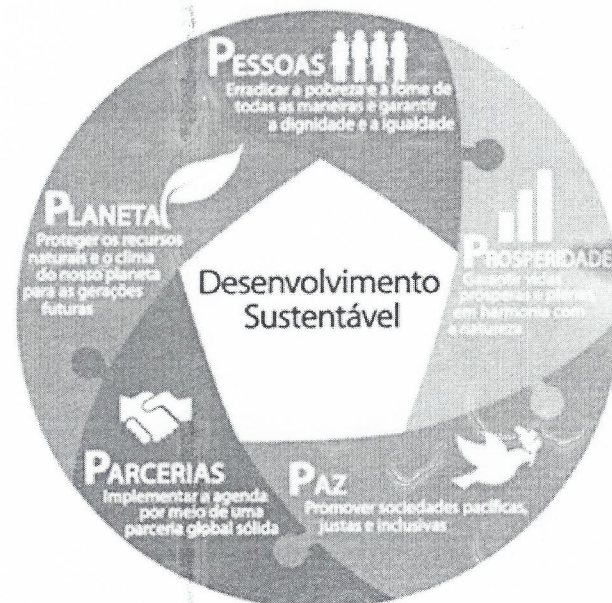 PESSOAS
Erradicar a pobreza e a fome de
todas as maneiras e garantir
a dignidade e a igualdade
PLANETA
Proteger os recursos
naturais e o clima
do nosso planeta
para as gerações
futuras
PROSPERIDADE
Garantir vidas
prósperas e plenas,
em harmonia com
a natureza
Desenvolvimento
Sustentável
PARCERIAS
Implementar a agenda
por meio de uma
parceria global sólida
PAZ
Promover sociedades pacíficas,
justas e inclusivas